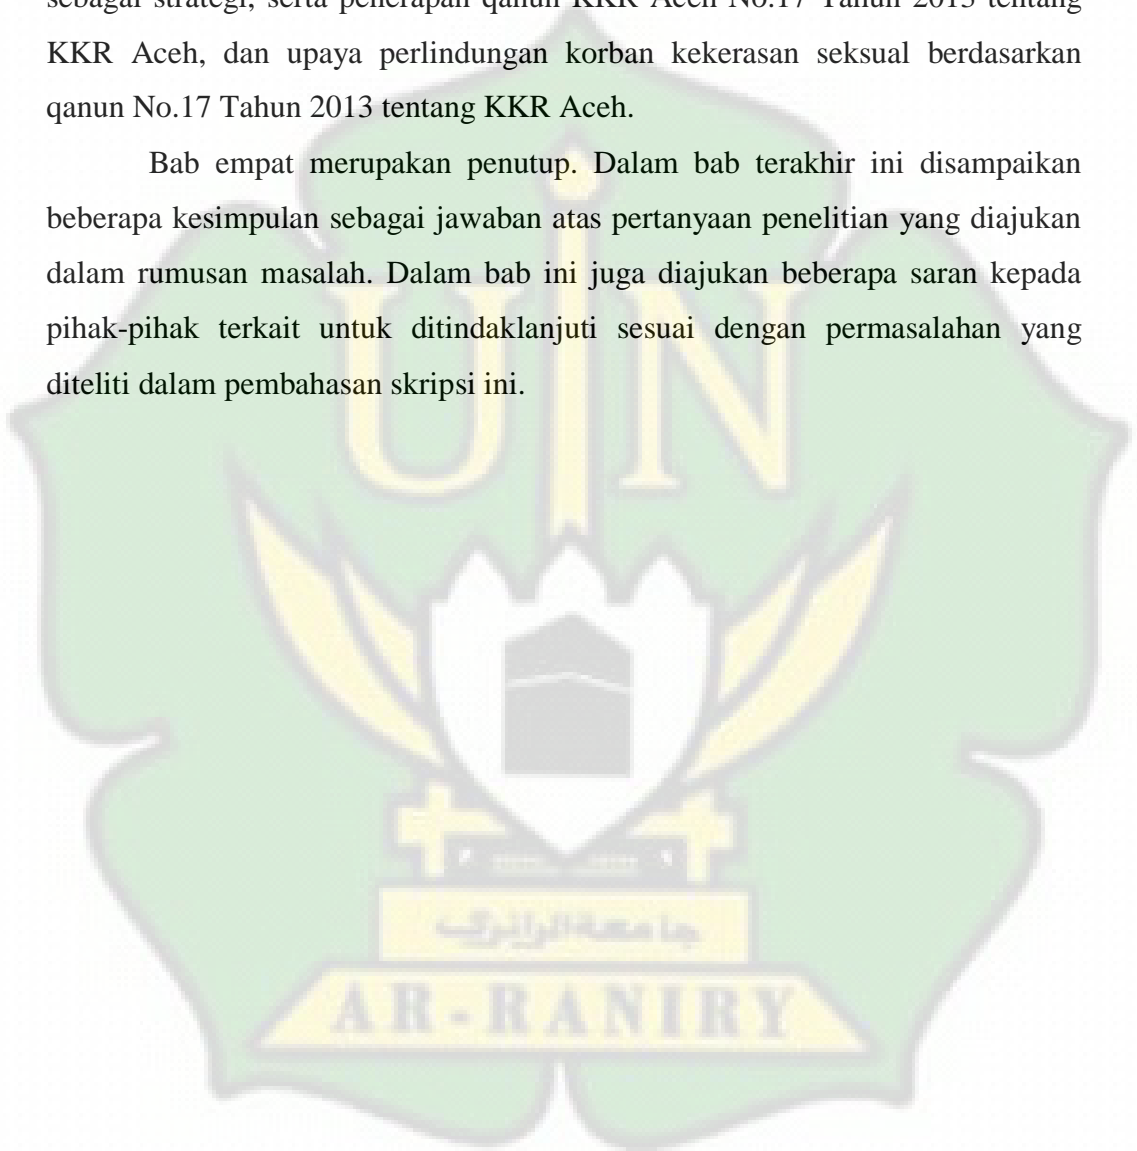 sebagai strategi, serta penerapan qanun KKR Aceh No.17 Tahun 2013 tentang
KKR Aceh, dan upaya perlindungan korban kekerasan seksual berdasarkan
qanun No.17 Tahun 2013 tentang KKR Aceh.
Bab empat merupakan penutup. Dalam bab terakhir ini disampaikan
beberapa kesimpulan sebagai jawaban atas pertanyaan penelitian yang diajukan
dalam rumusan masalah. Dalam bab ini juga diajukan beberapa saran kepada
pihak-pihak terkait untuk ditindaklanjuti sesuai dengan permasalahan yang
diteliti dalam pembahasan skripsi ini.
UIN
جامعة الرانري
AR-RANIRY